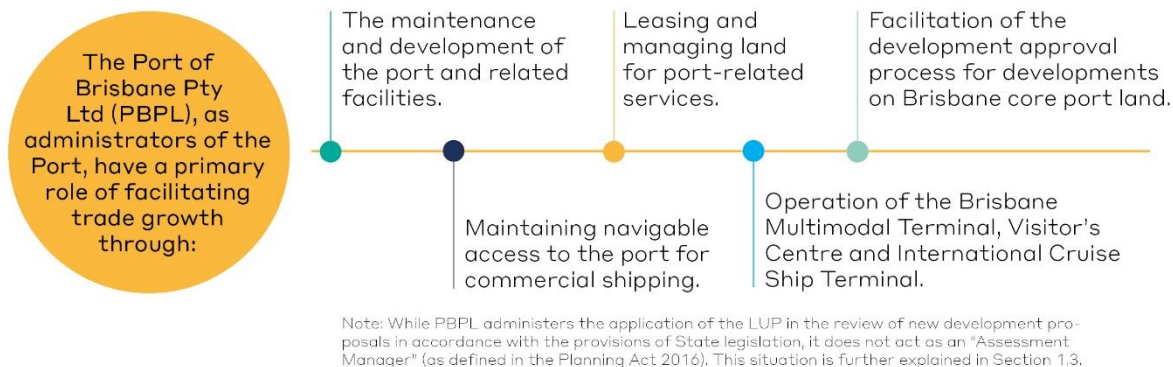 The Port of
Brisbane Pty
Ltd (PBPL), as
administrators of the
Port, have a primary
role of facilitating
trade growth
through:
The maintenance
and development of
the port and related
facilities.
Maintaining navigable
access to the port for
commercial shipping.
Leasing and
managing land
for port-related
services.
Operation of the Brisbane
Multimodal Terminal, Visitor's
Centre and International Cruise
Ship Terminal.
Facilitation of the
development approval
process for developments
on Brisbane core port land.
Note: While PBPL administers the application of the LUP in the review of new development pro-
posals in accordance with the provisions of State legislation, it does not act as an "Assessment
Manager" (as defined in the Planning Act 2016). This situation is further explained in Section 1.3.